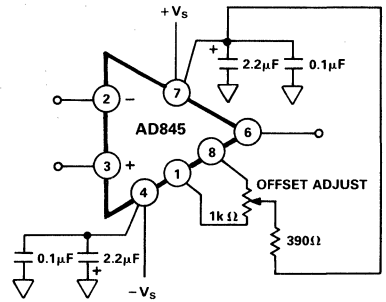 +VS
+
2.2µF
0.1µF
7
2
−
AD845
6
3
+
8
1
4
OFFSET ADJUST
1kΩ
390Ω
0.1µF
2.2µF
+
−VS